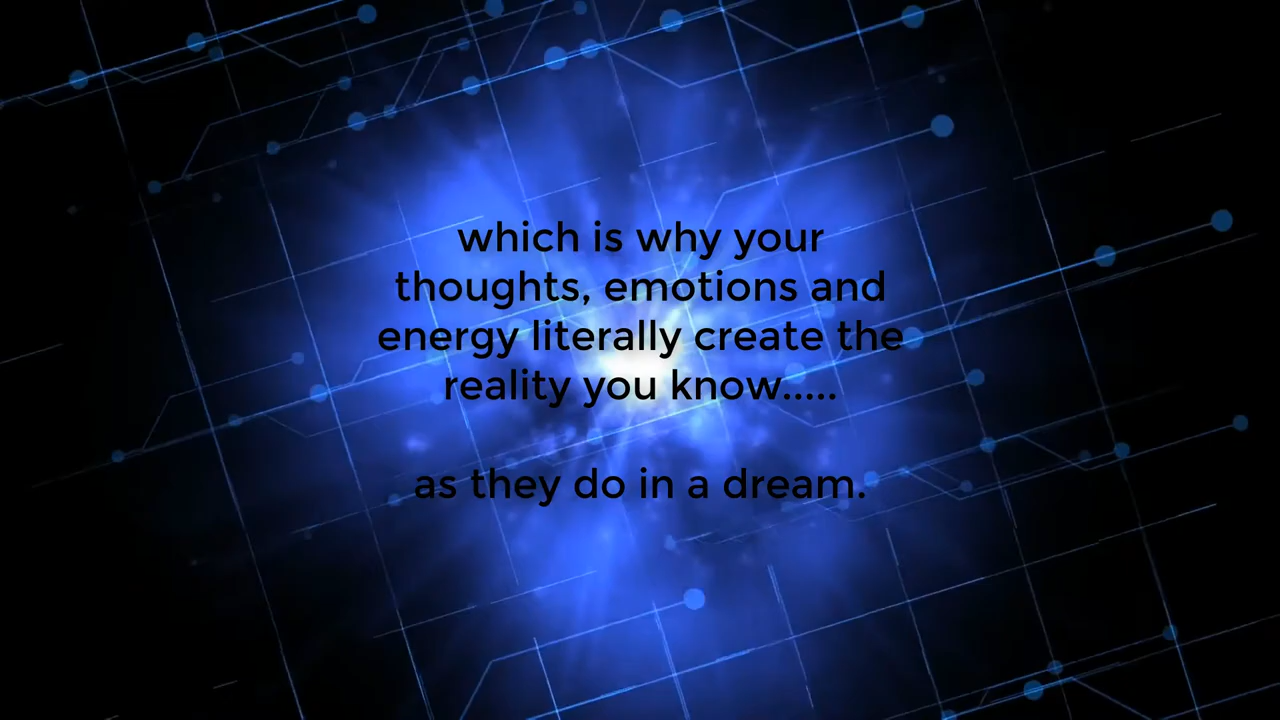 which is why your
thoughts, emotions and
energy literally create the
reality you know.....
as they do in a dream.